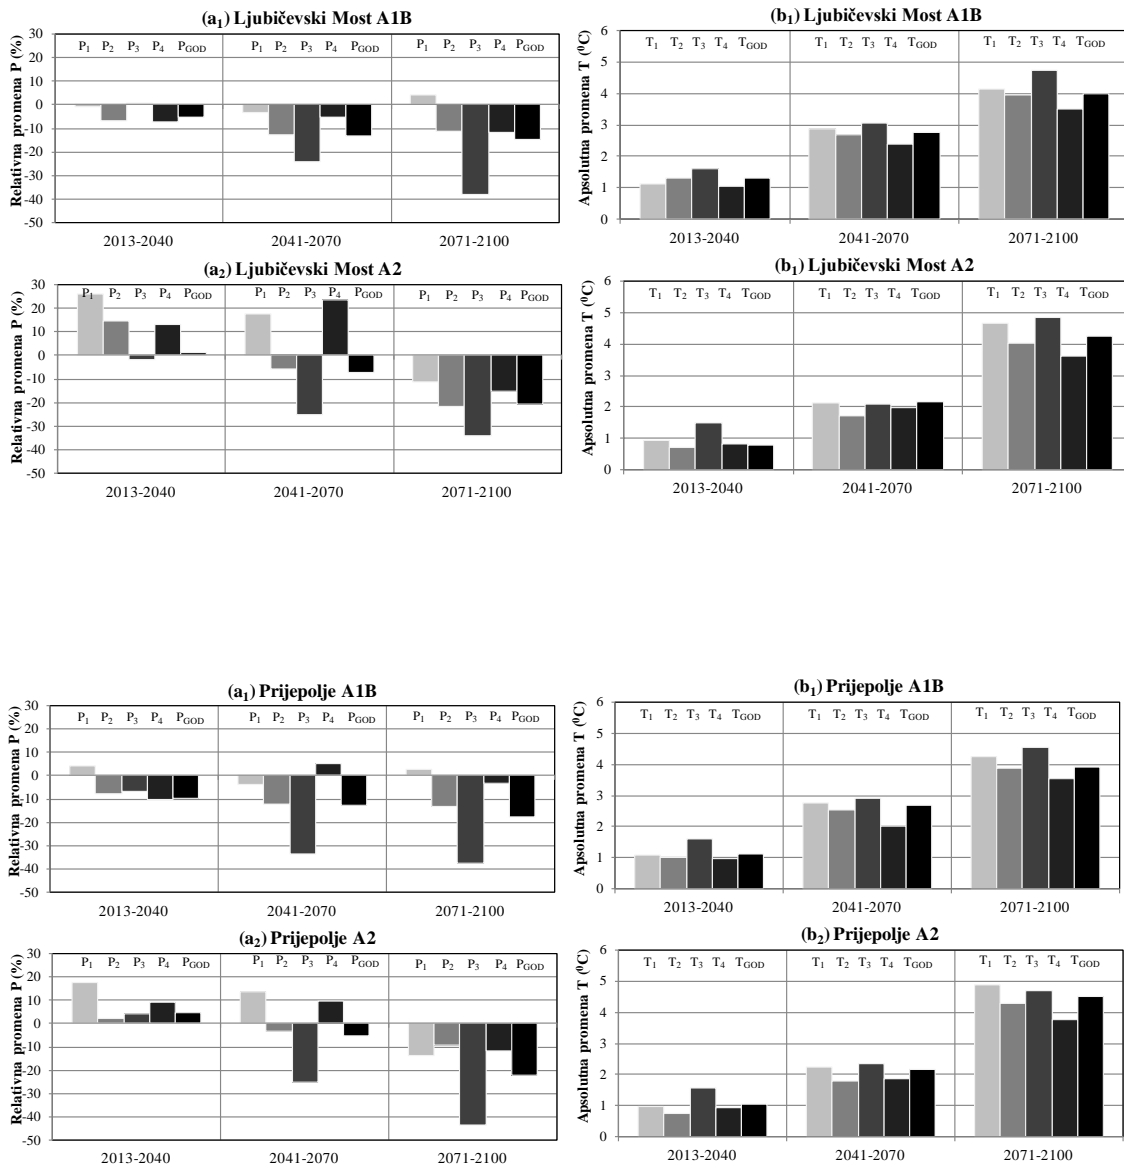 (a₁) Ljubičevski Most A1B
Relativna promena P (%)
30
20
10
0
-10
-20
-30
-40
-50
P₁ P₂ P₃ P₄ P_GOD P₁ P₂ P₃ P₄ P_GOD P₁ P₂ P₃ P₄ P_GOD
2013-2040 2041-2070 2071-2100
(b₁) Ljubičevski Most A1B
Apsolutna promena T (⁰C)
6
5
4
3
2
1
0
T₁ T₂ T₃ T₄ T_GOD T₁ T₂ T₃ T₄ T_GOD T₁ T₂ T₃ T₄ T_GOD
2013-2040 2041-2070 2071-2100
(a₂) Ljubičevski Most A2
Relativna promena P (%)
30
20
10
0
-10
-20
-30
-40
-50
P₁ P₂ P₃ P₄ P_GOD P₁ P₂ P₃ P₄ P_GOD P₁ P₂ P₃ P₄ P_GOD
2013-2040 2041-2070 2071-2100
(b₁) Ljubičevski Most A2
Apsolutna promena T (⁰C)
6
5
4
3
2
1
0
T₁ T₂ T₃ T₄ T_GOD T₁ T₂ T₃ T₄ T_GOD T₁ T₂ T₃ T₄ T_GOD
2013-2040 2041-2070 2071-2100
(a₁) Prijepolje A1B
Relativna promena P (%)
30
20
10
0
-10
-20
-30
-40
-50
P₁ P₂ P₃ P₄ P_GOD P₁ P₂ P₃ P₄ P_GOD P₁ P₂ P₃ P₄ P_GOD
2013-2040 2041-2070 2071-2100
(b₁) Prijepolje A1B
Apsolutna promena T (⁰C)
6
5
4
3
2
1
0
T₁ T₂ T₃ T₄ T_GOD T₁ T₂ T₃ T₄ T_GOD T₁ T₂ T₃ T₄ T_GOD
2013-2040 2041-2070 2071-2100
(a₂) Prijepolje A2
Relativna promena P (%)
30
20
10
0
-10
-20
-30
-40
-50
P₁ P₂ P₃ P₄ P_GOD P₁ P₂ P₃ P₄ P_GOD P₁ P₂ P₃ P₄ P_GOD
2013-2040 2041-2070 2071-2100
(b₂) Prijepolje A2
Apsolutna promena T (⁰C)
6
5
4
3
2
1
0
T₁ T₂ T₃ T₄ T_GOD T₁ T₂ T₃ T₄ T_GOD T₁ T₂ T₃ T₄ T_GOD
2013-2040 2041-2070 2071-2100